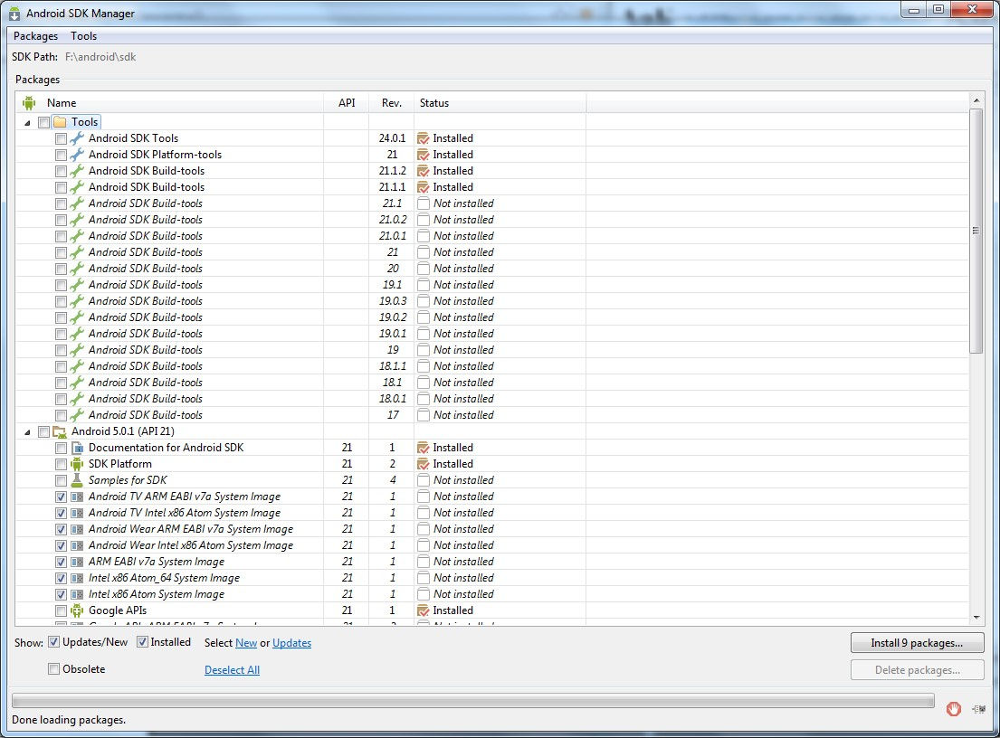 Android SDK Manager
Packages Tools
SDK Path: F:\android\sdk
Packages
Name API Rev. Status
Tools
Android SDK Tools 24.0.1 Installed
Android SDK Platform-tools 21 Installed
Android SDK Build-tools 21.1.2 Installed
Android SDK Build-tools 21.1.1 Installed
Android SDK Build-tools 21.1 Not installed
Android SDK Build-tools 21.0.2 Not installed
Android SDK Build-tools 21.0.1 Not installed
Android SDK Build-tools 21 Not installed
Android SDK Build-tools 20 Not installed
Android SDK Build-tools 19.1 Not installed
Android SDK Build-tools 19.0.3 Not installed
Android SDK Build-tools 19.0.2 Not installed
Android SDK Build-tools 19.0.1 Not installed
Android SDK Build-tools 19 Not installed
Android SDK Build-tools 18.1.1 Not installed
Android SDK Build-tools 18.1 Not installed
Android SDK Build-tools 18.0.1 Not installed
Android SDK Build-tools 17 Not installed
Android 5.0.1 (API 21)
Documentation for Android SDK 21 1 Installed
SDK Platform 21 2 Installed
Samples for SDK 21 4 Not installed
Android TV ARM EABI v7a System Image 21 1 Not installed
Android TV Intel x86 Atom System Image 21 1 Not installed
Android Wear ARM EABI v7a System Image 21 1 Not installed
Android Wear Intel x86 Atom System Image 21 1 Not installed
ARM EABI v7a System Image 21 1 Not installed
Intel x86 Atom_64 System Image 21 1 Not installed
Intel x86 Atom System Image 21 1 Not installed
Google APIs 21 1 Installed
Show: Updates/New Installed Select New or Updates Install 9 packages...
Obsolete Deselect All Delete packages...
Done loading packages.